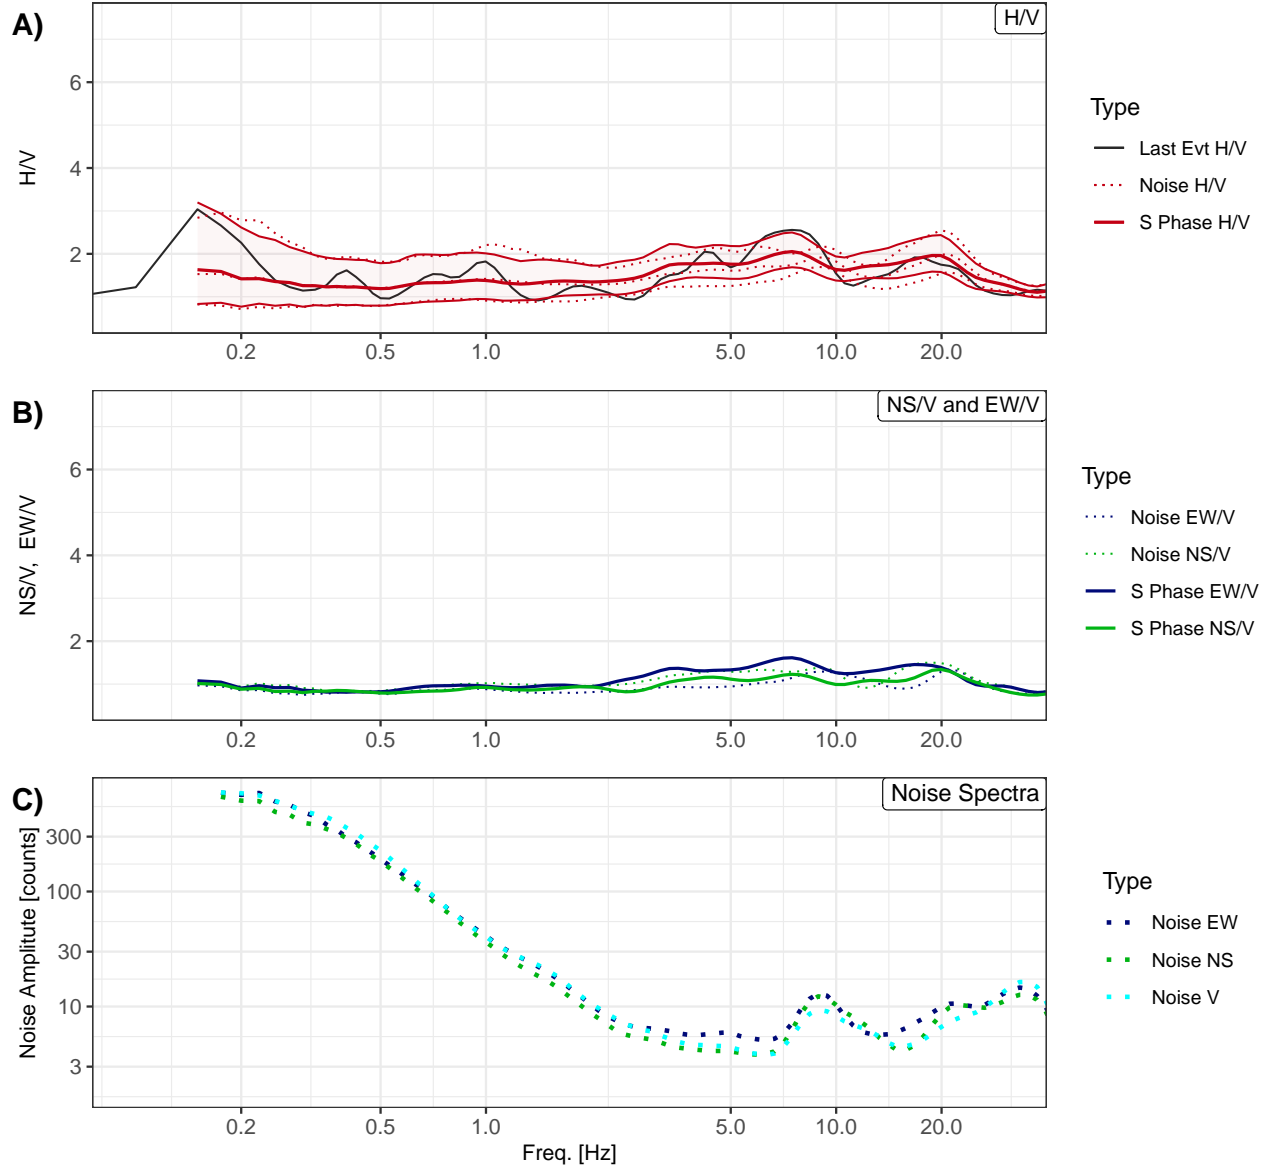 A)
H/V
6
4
2
H/V
0.2 0.5 1.0 5.0 10.0 20.0
Type
Last Evt H/V
Noise H/V
S Phase H/V
B)
NS/V and EW/V
6
4
2
NS/V,  EW/V
0.2 0.5 1.0 5.0 10.0 20.0
Type
Noise EW/V
Noise NS/V
S Phase EW/V
S Phase NS/V
C)
Noise Spectra
300
100
30
10
3
Noise Amplitute [counts]
0.2 0.5 1.0 5.0 10.0 20.0
Freq. [Hz]
Type
Noise EW
Noise NS
Noise V